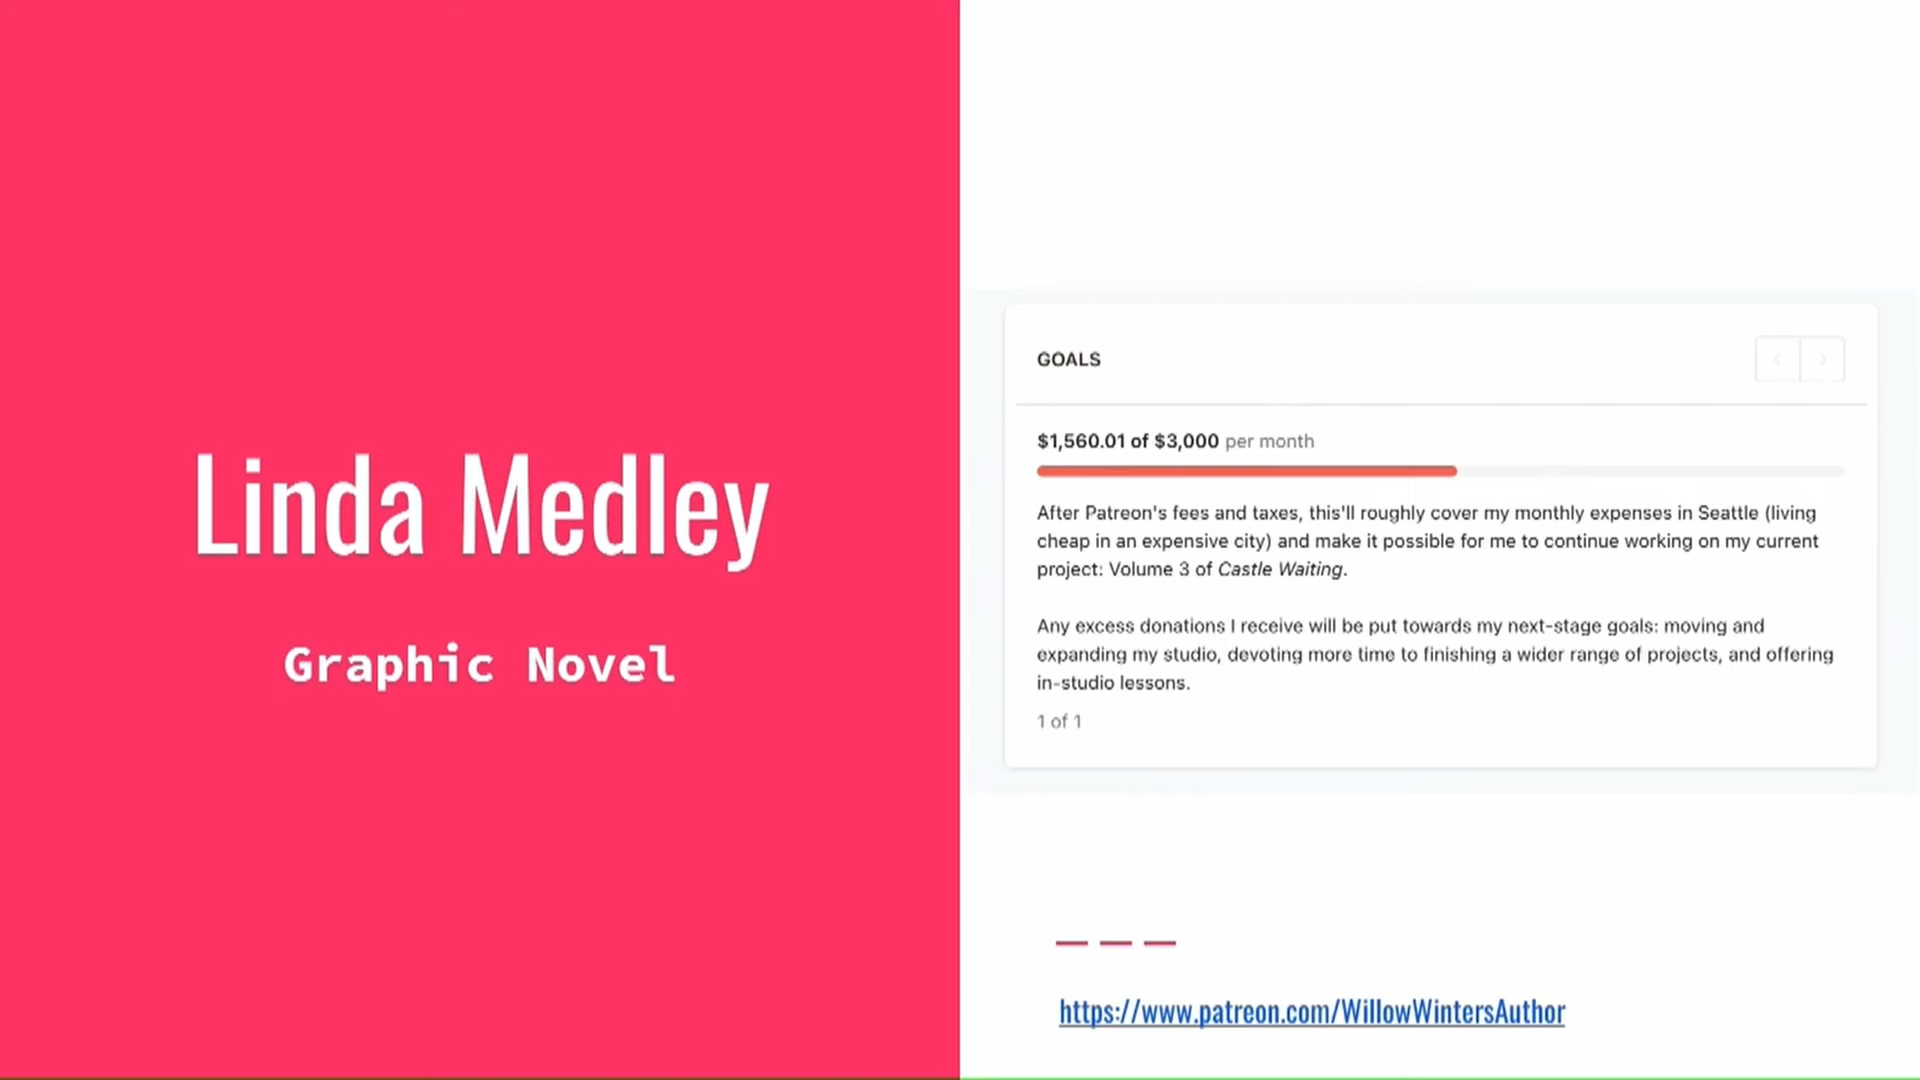 Linda Medley
Graphic Novel
GOALS
$1,560.01 of $3,000 per month
After Patreon's fees and taxes, this'll roughly cover my monthly expenses in Seattle (living
cheap in an expensive city) and make it possible for me to continue working on my current
project: Volume 3 of Castle Waiting.
Any excess donations I receive will be put towards my next-stage goals: moving and
expanding my studio, devoting more time to finishing a wider range of projects, and offering
in-studio lessons.
1 of 1
https://www.patreon.com/WillowWintersAuthor